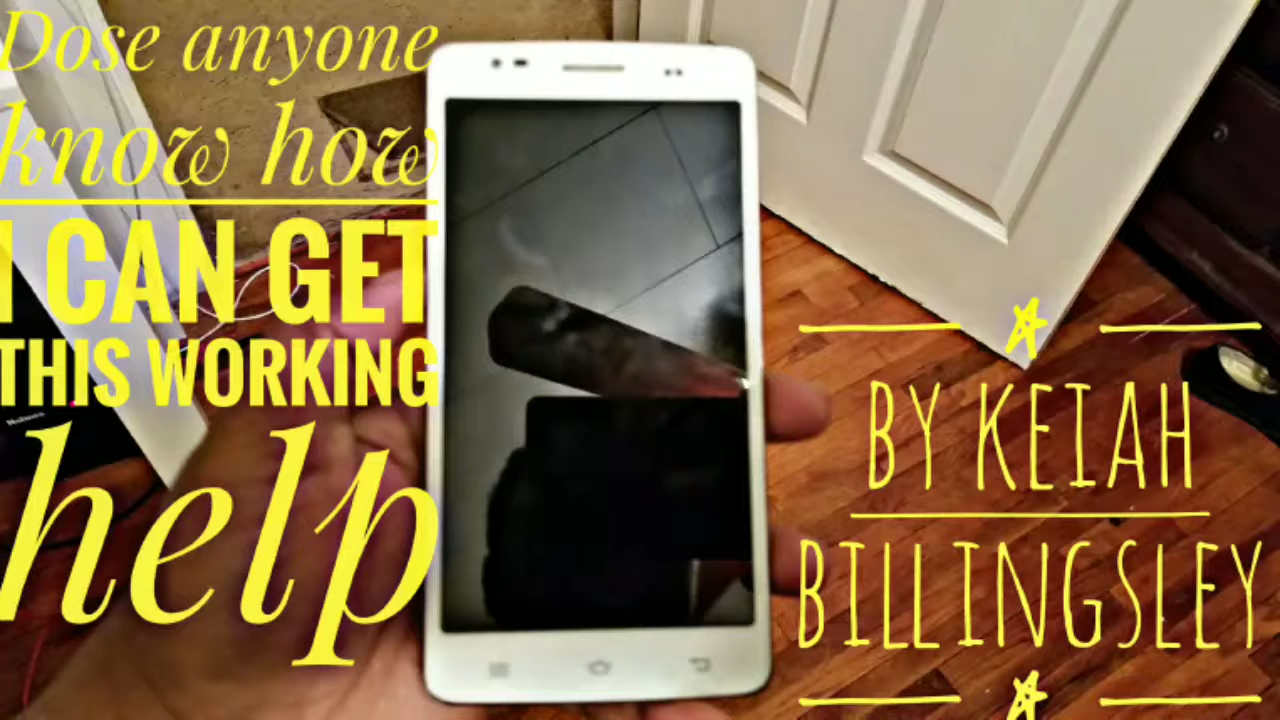 Dose anyone
know how
I CAN GET
THIS WORKING
help
BY KEIAH
BILLINGSLEY